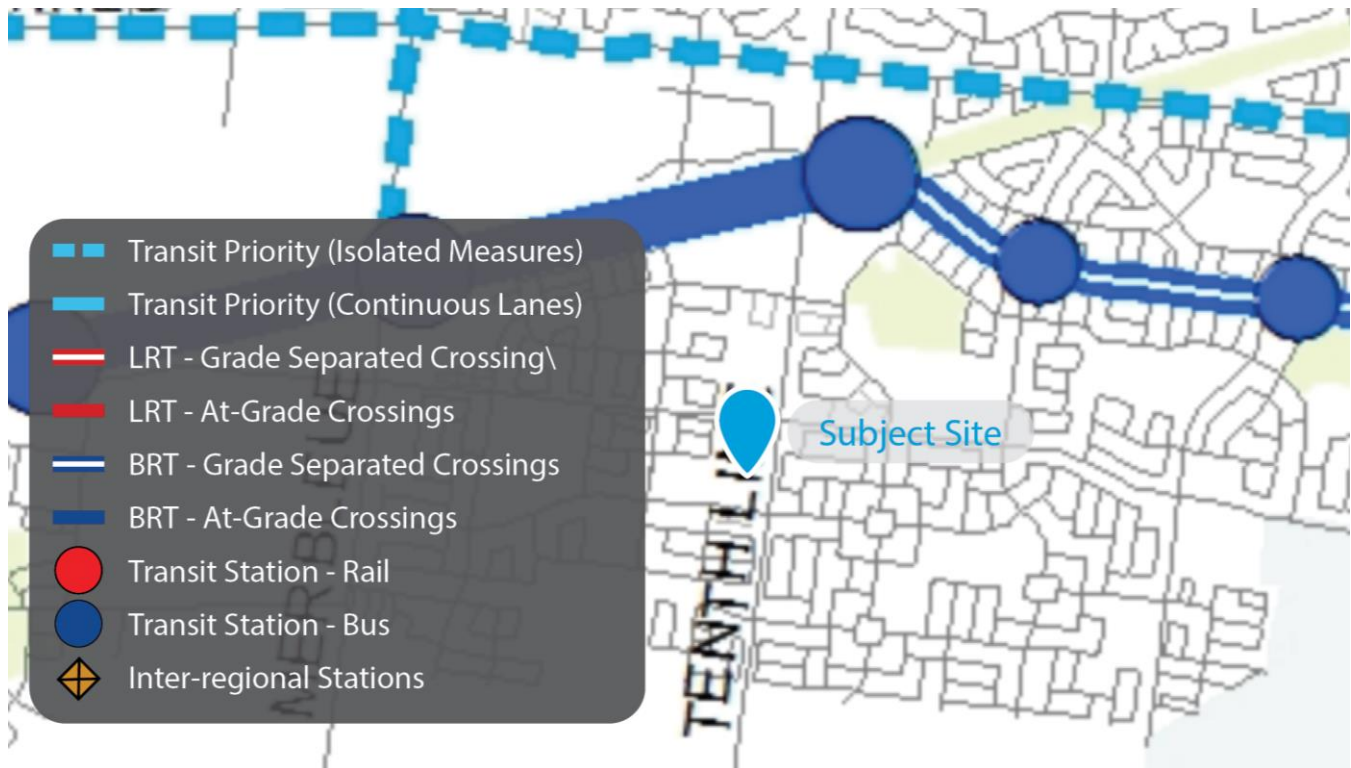 Transit Priority (Isolated Measures)
Transit Priority (Continuous Lanes)
LRT - Grade Separated Crossing\
LRT - At-Grade Crossings
BRT - Grade Separated Crossings
BRT - At-Grade Crossings
Transit Station - Rail
Transit Station - Bus
Inter-regional Stations
MERBLEUE
Subject Site
TENTH